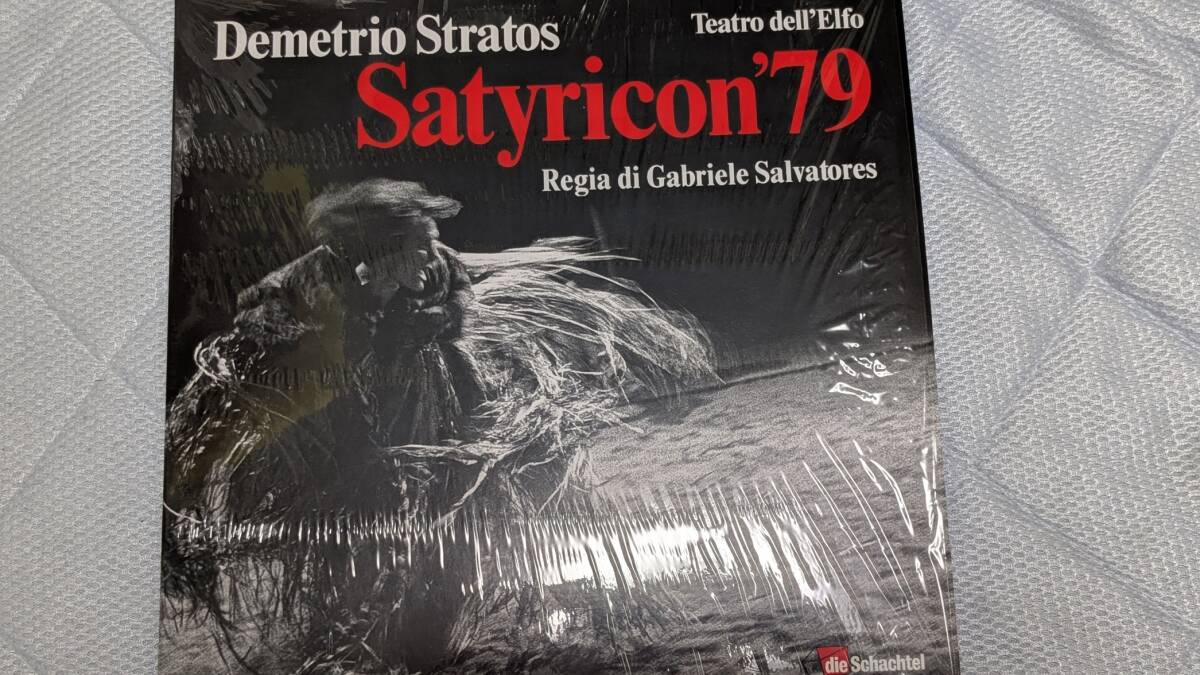 Demetrio Stratos
Teatro dell'Elfo
Satyricon'79
Regia di Gabriele Salvatores
die Schachtel